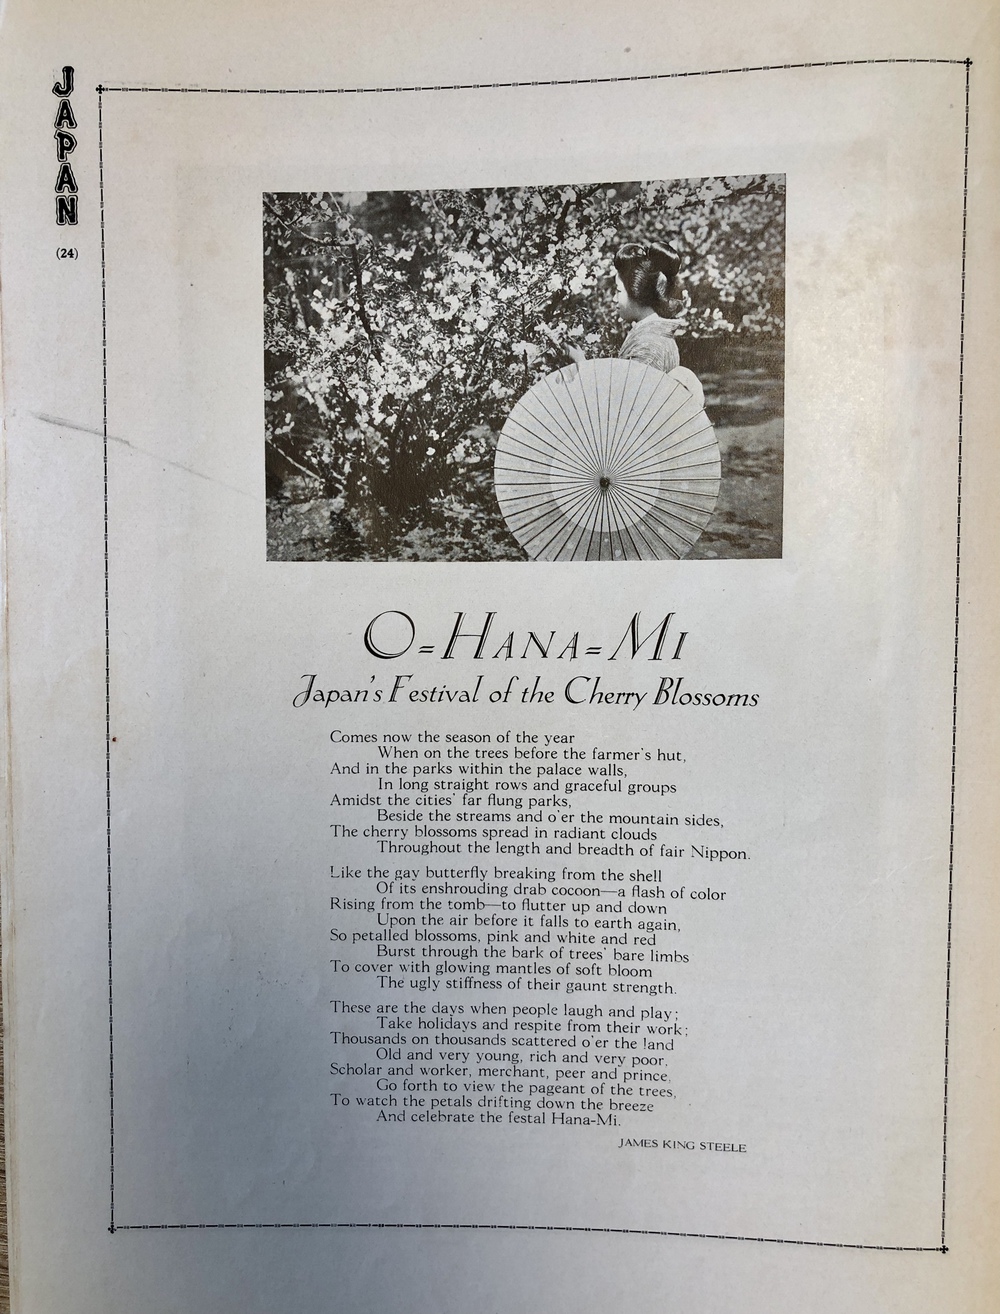 JAPAN
(24)
O=HANA=MI
Japan's Festival of the Cherry Blossoms
Comes now the season of the year
When on the trees before the farmer's hut,
And in the parks within the palace walls,
In long straight rows and graceful groups
Amidst the cities' far flung parks,
Beside the streams and o'er the mountain sides,
The cherry blossoms spread in radiant clouds
Throughout the length and breadth of fair Nippon.
Like the gay butterfly breaking from the shell
Of its enshrouding drab cocoon—a flash of color
Rising from the tomb—to flutter up and down
Upon the air before it falls to earth again,
So petalled blossoms, pink and white and red
Burst through the bark of trees' bare limbs
To cover with glowing mantles of soft bloom
The ugly stiffness of their gaunt strength.
These are the days when people laugh and play;
Take holidays and respite from their work;
Thousands on thousands scattered o'er the land
Old and very young, rich and very poor,
Scholar and worker, merchant, peer and prince,
Go forth to view the pageant of the trees,
To watch the petals drifting down the breeze
And celebrate the festal Hana-Mi.
JAMES KING STEELE